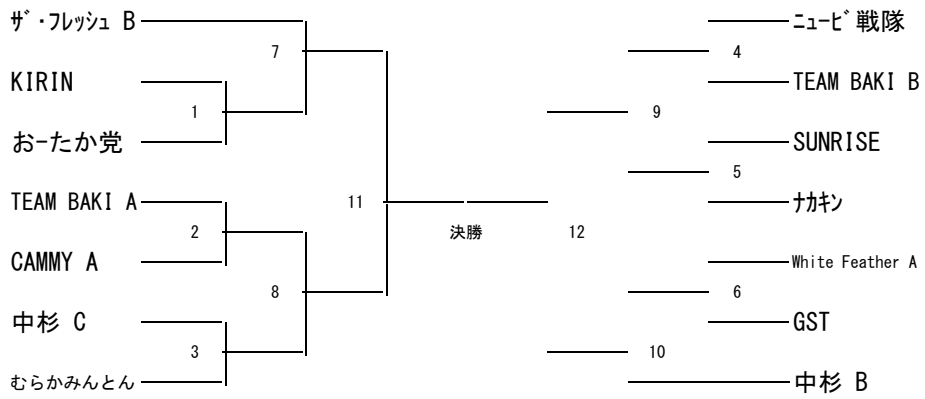 ｻﾞ・ﾌﾚｯｼｭ B
7
KIRIN
1
おーたか党
TEAM BAKI A
11
2
CAMMY A
8
中杉 C
3
むらかみんとん
決勝
ﾆｭｰﾋﾞ戦隊
4
TEAM BAKI B
9
SUNRISE
5
ﾅｶｷﾝ
12
White Feather A
6
GST
10
中杉 B